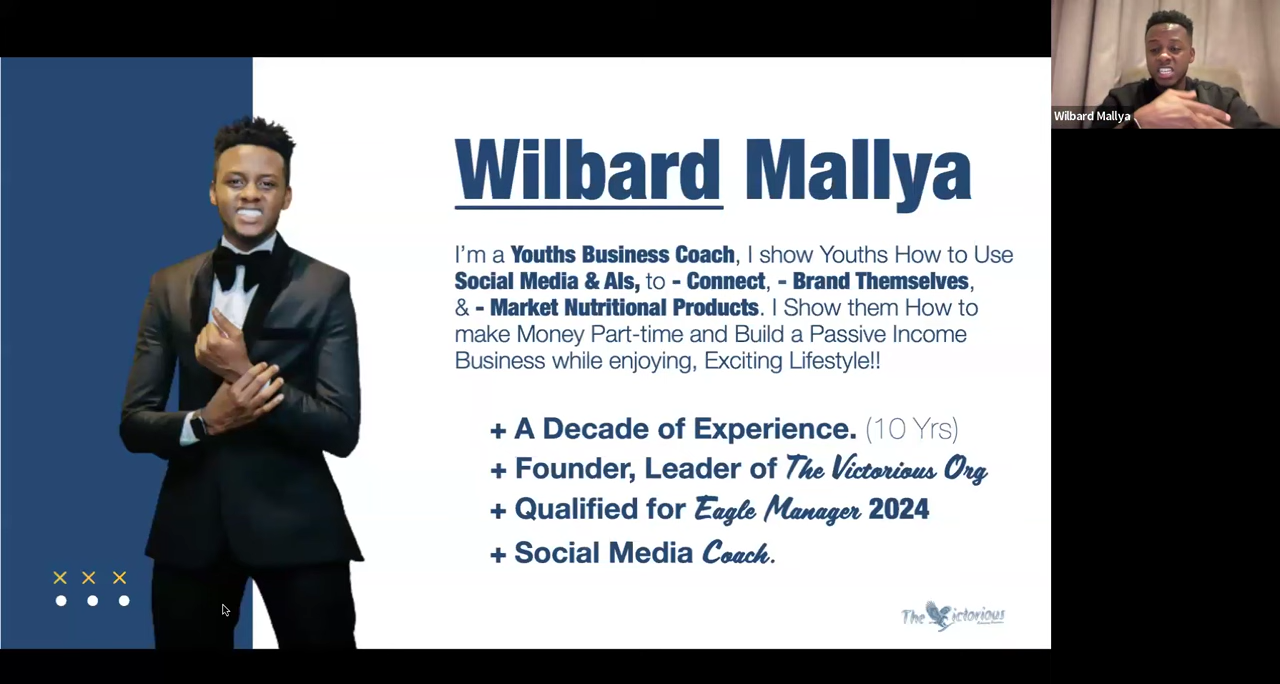 Wilbard Mallya
Wilbard Mallya
I'm a Youths Business Coach, I show Youths How to Use
Social Media & AIs, to - Connect, - Brand Themselves,
& - Market Nutritional Products. I Show them How to
make Money Part-time and Build a Passive Income
Business while enjoying, Exciting Lifestyle!!
+ A Decade of Experience. (10 Yrs)
+ Founder, Leader of The Victorious Org
+ Qualified for Eagle Manager 2024
+ Social Media Coach.
The Victorious